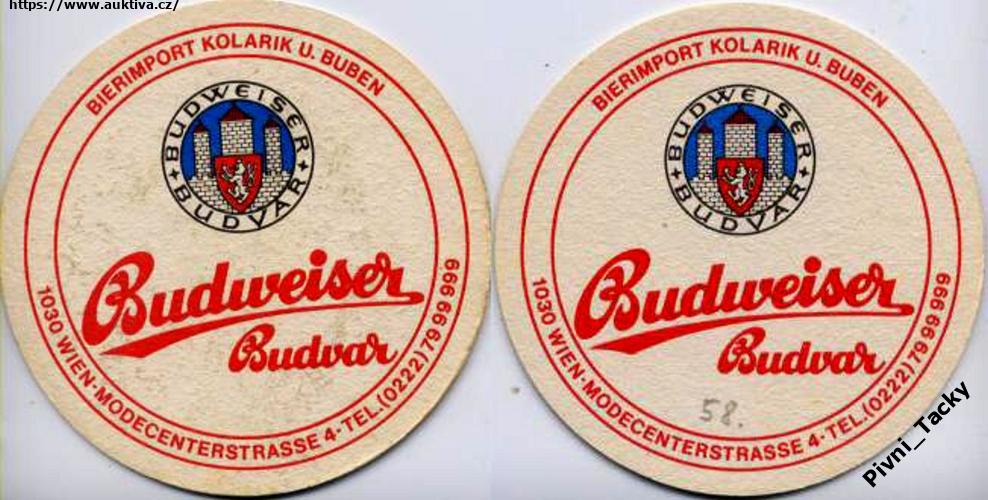 https://www.auktiva.cz/
BIERIMPORT KOLARIK U. BUBEN
BUDWEISER
BUDVAR
Budweiser
Budvar
1030 WIEN·MODECENTERSTRASSE 4·TEL.(0222) 79 99 999
BIERIMPORT KOLARIK U. BUBEN
BUDWEISER
BUDVAR
Budweiser
Budvar
58.
1030 WIEN·MODECENTERSTRASSE 4·TEL.(0222) 79 99 999
Pivni_Tacky